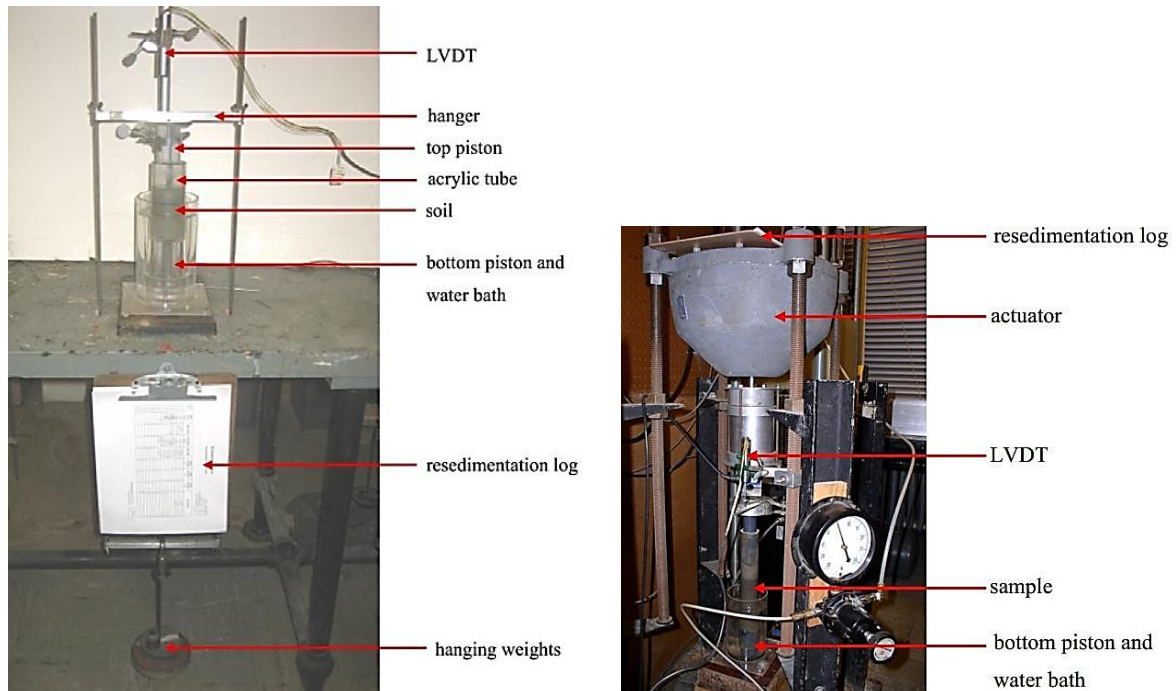 LVDT
hanger
top piston
acrylic tube
soil
bottom piston and
water bath
resedimentation log
hanging weights
resedimentation log
actuator
LVDT
sample
bottom piston and
water bath